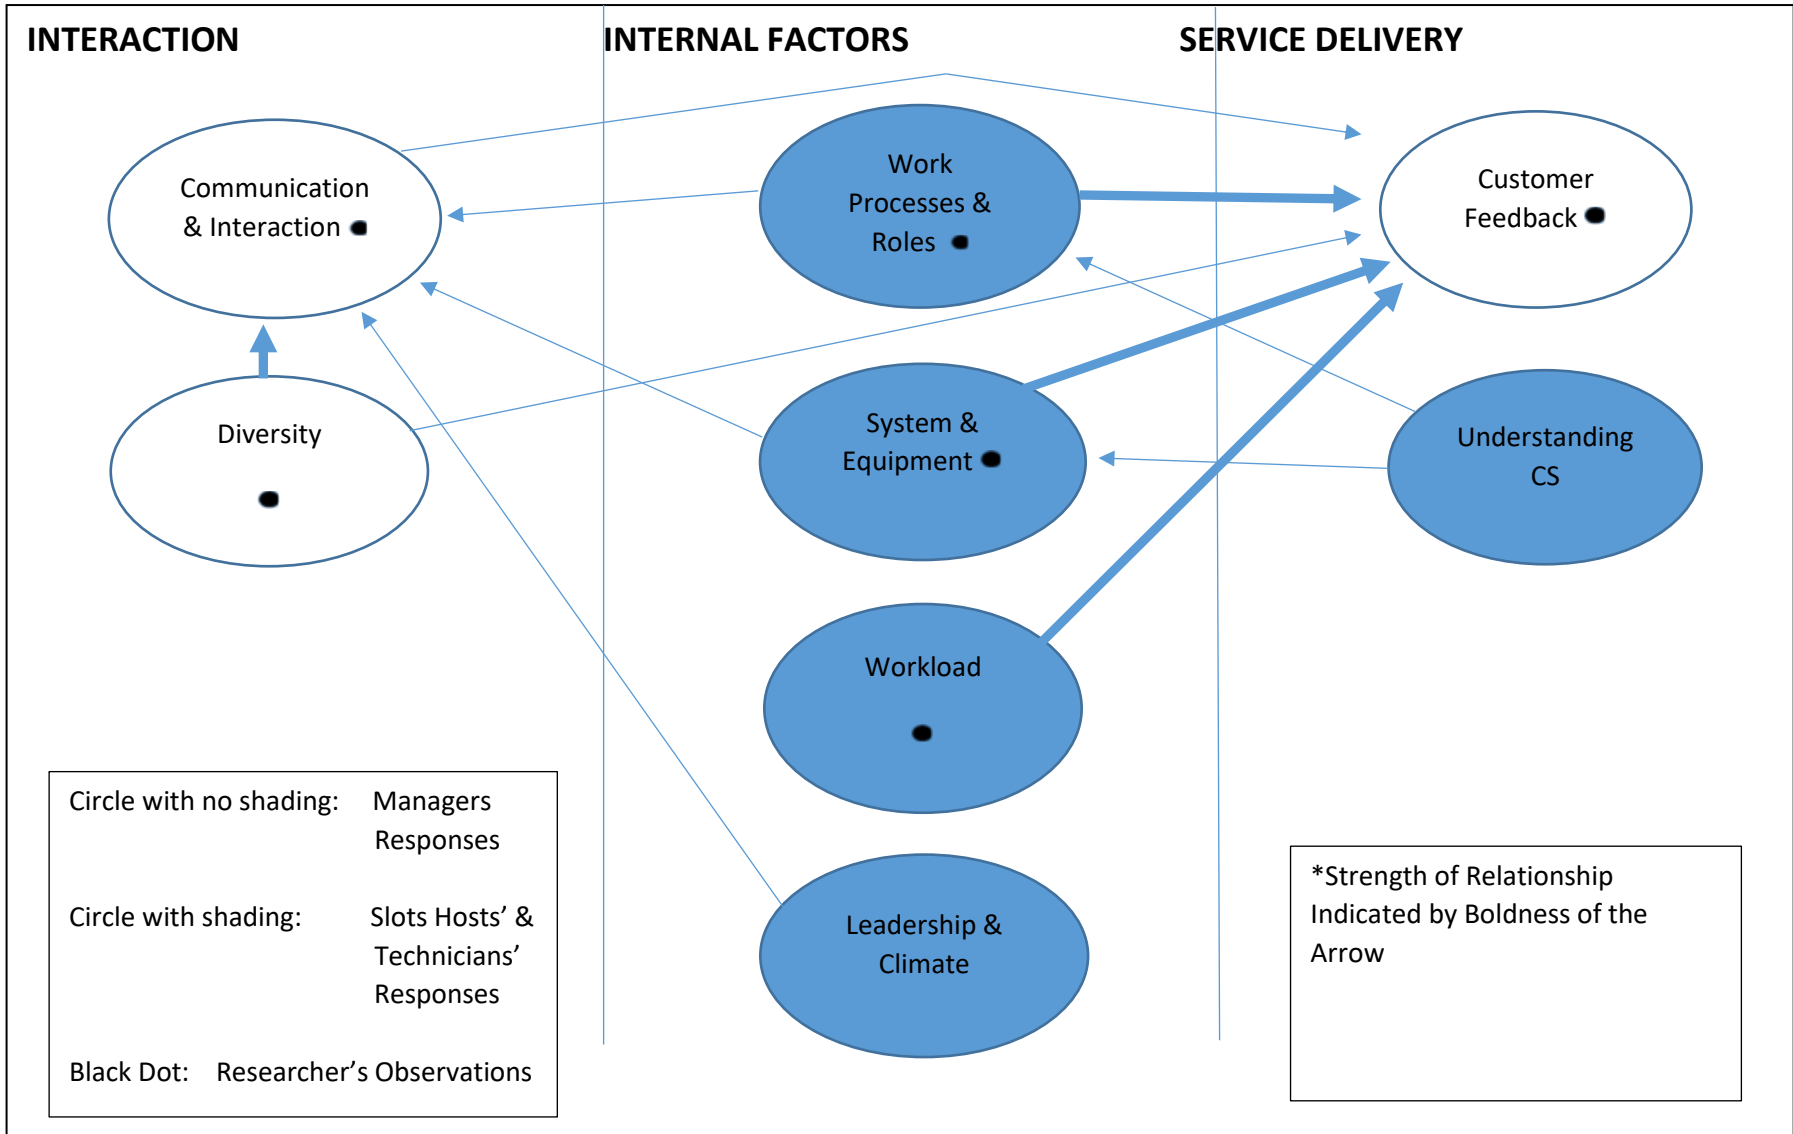 INTERACTION
INTERNAL FACTORS
SERVICE DELIVERY
Communication
& Interaction
Work
Processes &
Roles
Customer
Feedback
Diversity
System &
Equipment
Understanding
CS
Workload
Leadership &
Climate
Circle with no shading: Managers
Responses
Circle with shading: Slots Hosts’ &
Technicians’
Responses
Black Dot: Researcher’s Observations
*Strength of Relationship
Indicated by Boldness of the
Arrow